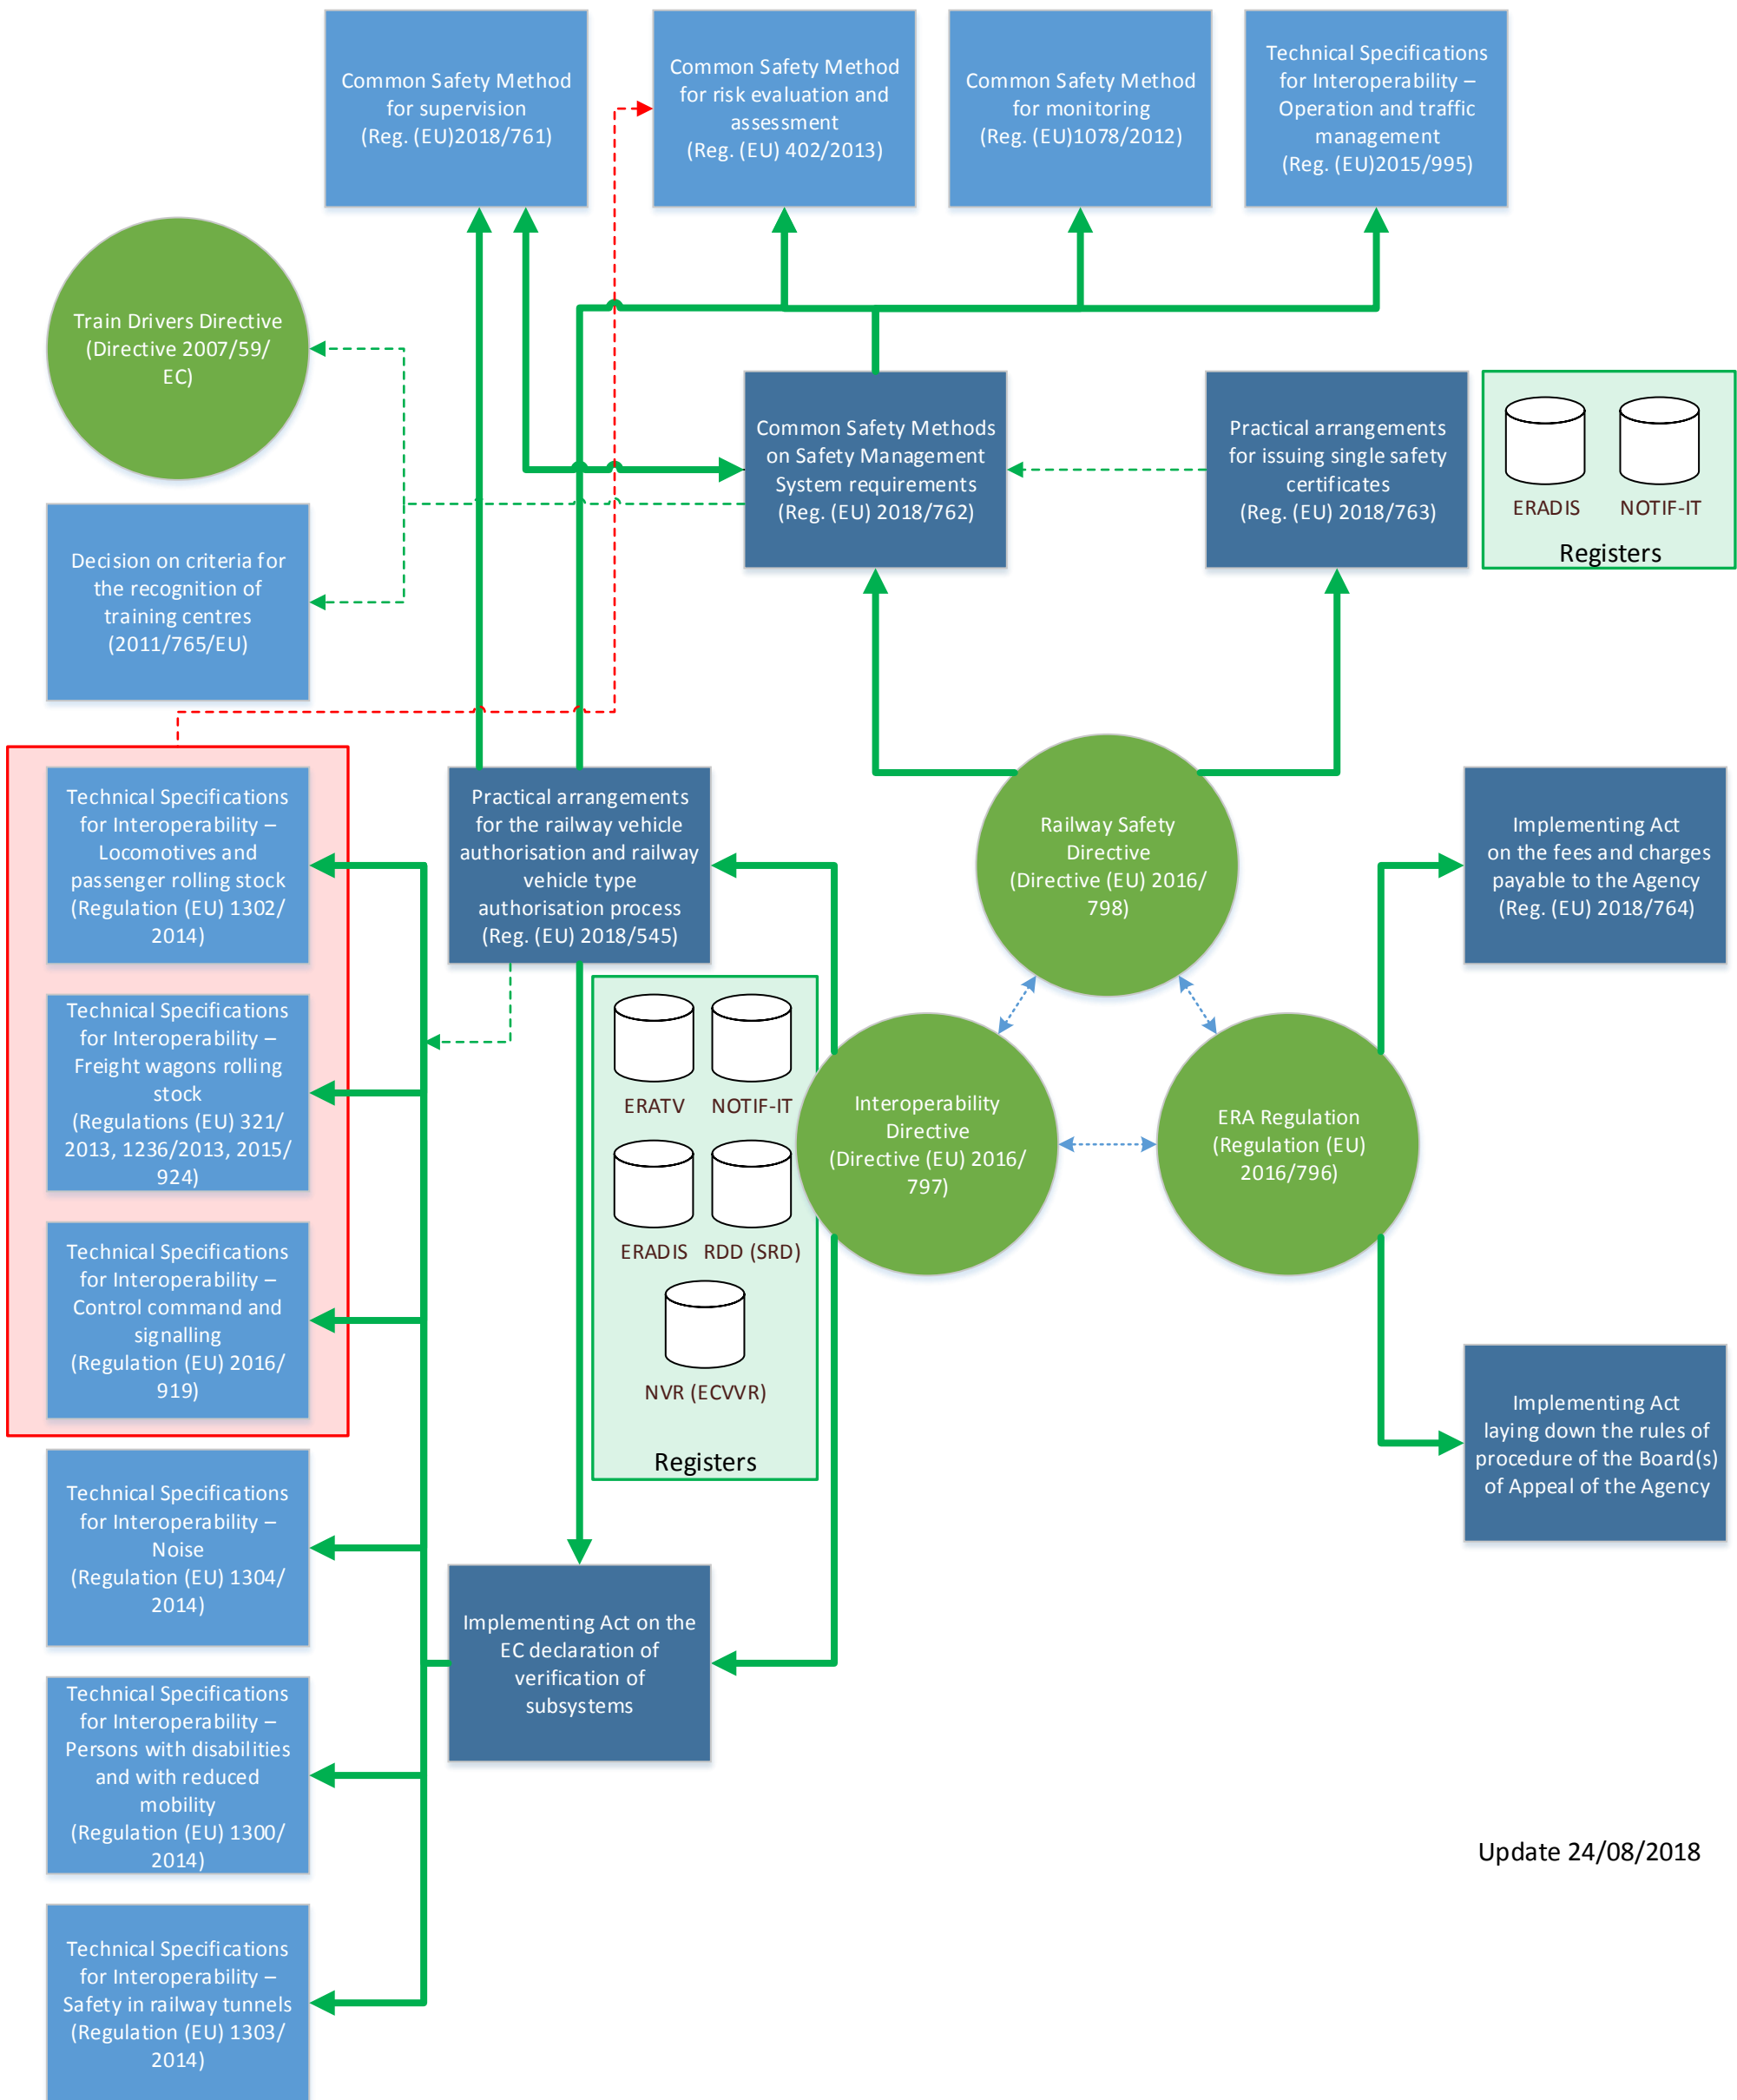 Common Safety Method
for supervision
(Reg. (EU)2018/761)
Common Safety Method
for risk evaluation and
assessment
(Reg. (EU) 402/2013)
Common Safety Method
for monitoring
(Reg. (EU)1078/2012)
Technical Specifications
for Interoperability –
Operation and traffic
management
(Reg. (EU)2015/995)
Train Drivers Directive
(Directive 2007/59/
EC)
Common Safety Methods
on Safety Management
System requirements
(Reg. (EU) 2018/762)
Practical arrangements
for issuing single safety
certificates
(Reg. (EU) 2018/763)
ERADIS
NOTIF-IT
Registers
Decision on criteria for
the recognition of
training centres
(2011/765/EU)
Technical Specifications
for Interoperability –
Locomotives and
passenger rolling stock
(Regulation (EU) 1302/
2014)
Practical arrangements
for the railway vehicle
authorisation and railway
vehicle type
authorisation process
(Reg. (EU) 2018/545)
Railway Safety
Directive
(Directive (EU) 2016/
798)
Implementing Act
on the fees and charges
payable to the Agency
(Reg. (EU) 2018/764)
Technical Specifications
for Interoperability –
Freight wagons rolling
stock
(Regulations (EU) 321/
2013, 1236/2013, 2015/
924)
ERATV
NOTIF-IT
ERADIS
RDD (SRD)
NVR (ECVVR)
Registers
Interoperability
Directive
(Directive (EU) 2016/
797)
ERA Regulation
(Regulation (EU)
2016/796)
Technical Specifications
for Interoperability –
Control command and
signalling
(Regulation (EU) 2016/
919)
Implementing Act
laying down the rules of
procedure of the Board(s)
of Appeal of the Agency
Technical Specifications
for Interoperability –
Noise
(Regulation (EU) 1304/
2014)
Implementing Act on the
EC declaration of
verification of
subsystems
Technical Specifications
for Interoperability –
Persons with disabilities
and with reduced
mobility
(Regulation (EU) 1300/
2014)
Update 24/08/2018
Technical Specifications
for Interoperability –
Safety in railway tunnels
(Regulation (EU) 1303/
2014)